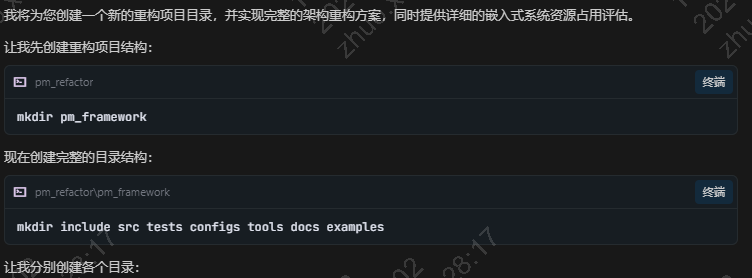 我将为您创建一个新的重构项目目录，并实现完整的架构重构方案，同时提供详细的嵌入式系统资源占用评估。
让我先创建重构项目结构：
pm_refactor 终端
mkdir pm_framework
现在创建完整的目录结构：
pm_refactor\pm_framework 终端
mkdir include src tests configs tools docs examples
让我分别创建各个目录：